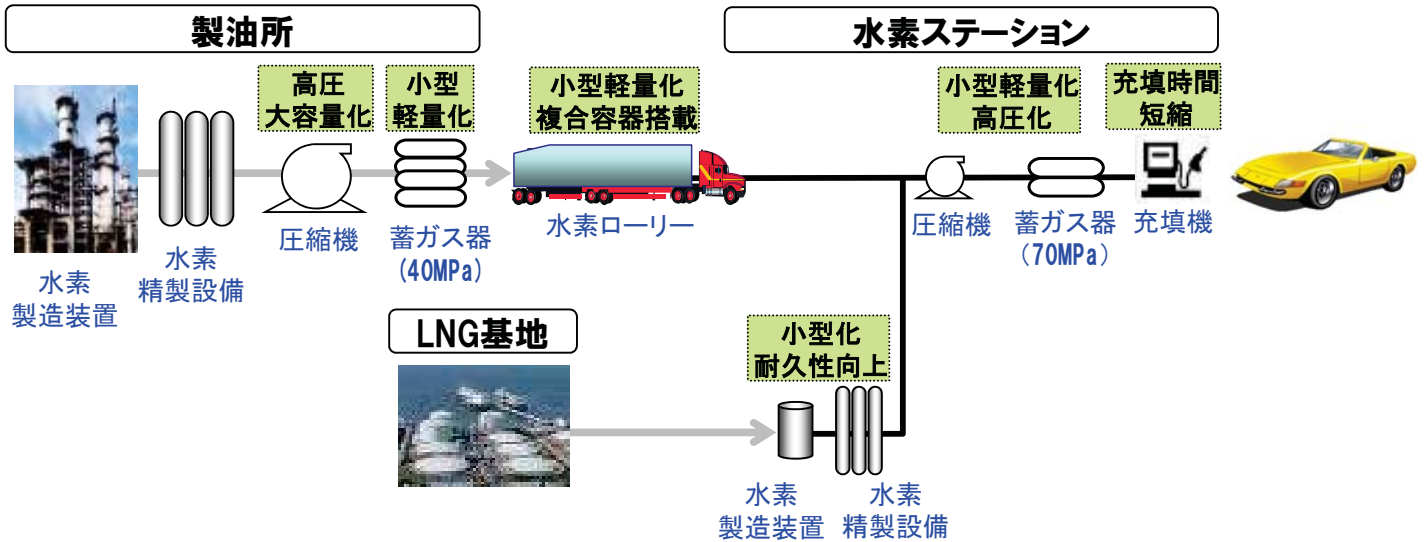 製油所
水素ステーション
高圧
大容量化
小型
軽量化
小型軽量化
複合容器搭載
小型軽量化
高圧化
充填時間
短縮
水素
製造装置
水素
精製設備
圧縮機
蓄ガス器
(40MPa)
水素ローリー
圧縮機
蓄ガス器
(70MPa)
充填機
LNG基地
小型化
耐久性向上
水素
製造装置
水素
精製設備